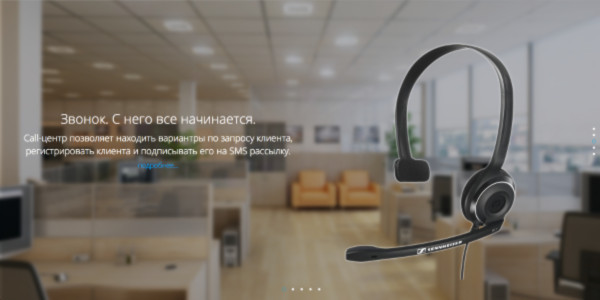 Звонок. С него все начинается.
Call-центр позволяет находить вариантры по запросу клиента,
регистрировать клиента и подписывать его на SMS рассылку.
подробнее...
SENNHEISER